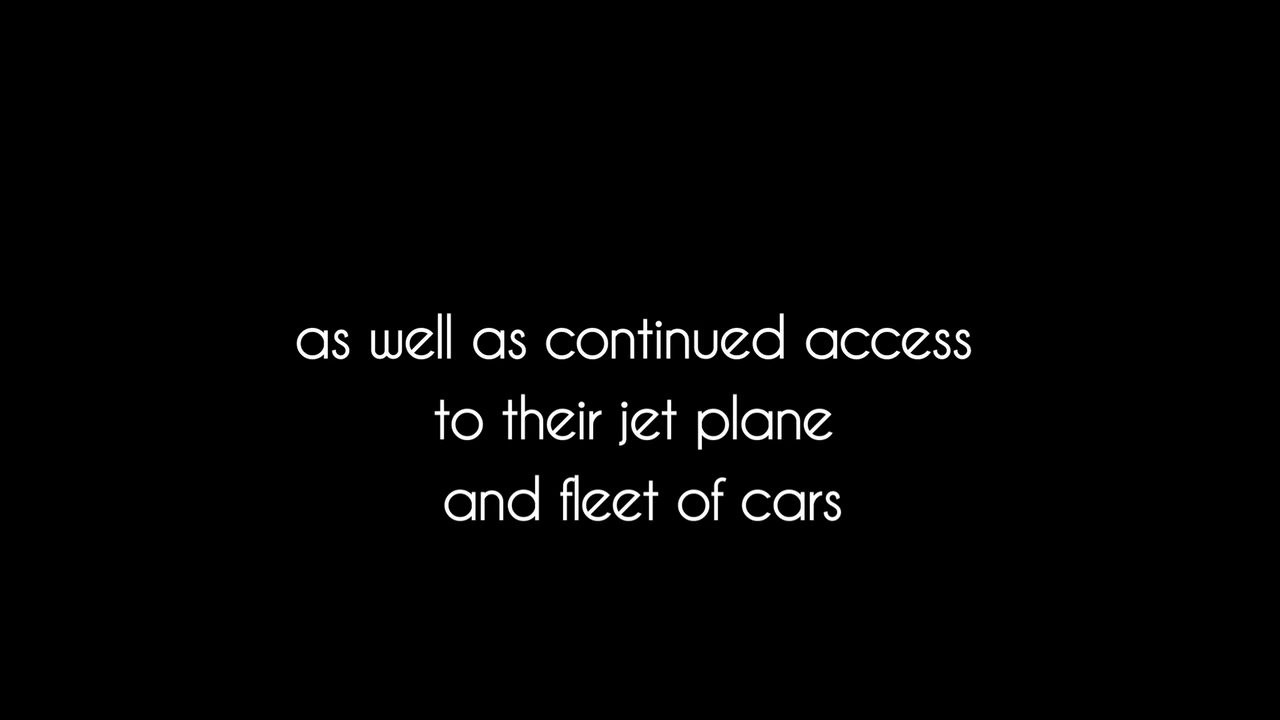 as well as continued access
to their jet plane
and fleet of cars